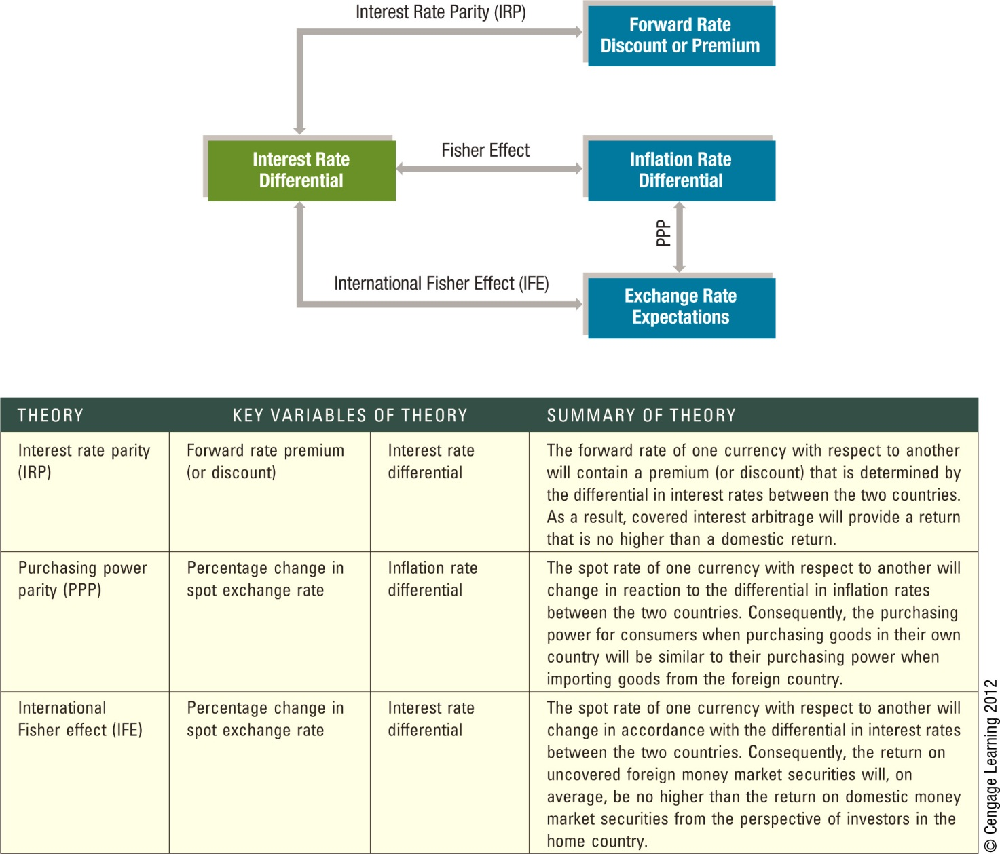 Interest Rate Parity (IRP)
Forward Rate
Discount or Premium
Interest Rate
Differential
Fisher Effect
Inflation Rate
Differential
PPP
International Fisher Effect (IFE)
Exchange Rate
Expectations
THEORY KEY VARIABLES OF THEORY SUMMARY OF THEORY
Interest rate parity
(IRP)
Forward rate premium
(or discount)
Interest rate
differential
The forward rate of one currency with respect to another
will contain a premium (or discount) that is determined by
the differential in interest rates between the two countries.
As a result, covered interest arbitrage will provide a return
that is no higher than a domestic return.
Purchasing power
parity (PPP)
Percentage change in
spot exchange rate
Inflation rate
differential
The spot rate of one currency with respect to another will
change in reaction to the differential in inflation rates
between the two countries. Consequently, the purchasing
power for consumers when purchasing goods in their own
country will be similar to their purchasing power when
importing goods from the foreign country.
International
Fisher effect (IFE)
Percentage change in
spot exchange rate
Interest rate
differential
The spot rate of one currency with respect to another will
change in accordance with the differential in interest rates
between the two countries. Consequently, the return on
uncovered foreign money market securities will, on
average, be no higher than the return on domestic money
market securities from the perspective of investors in the
home country.
© Cengage Learning 2012